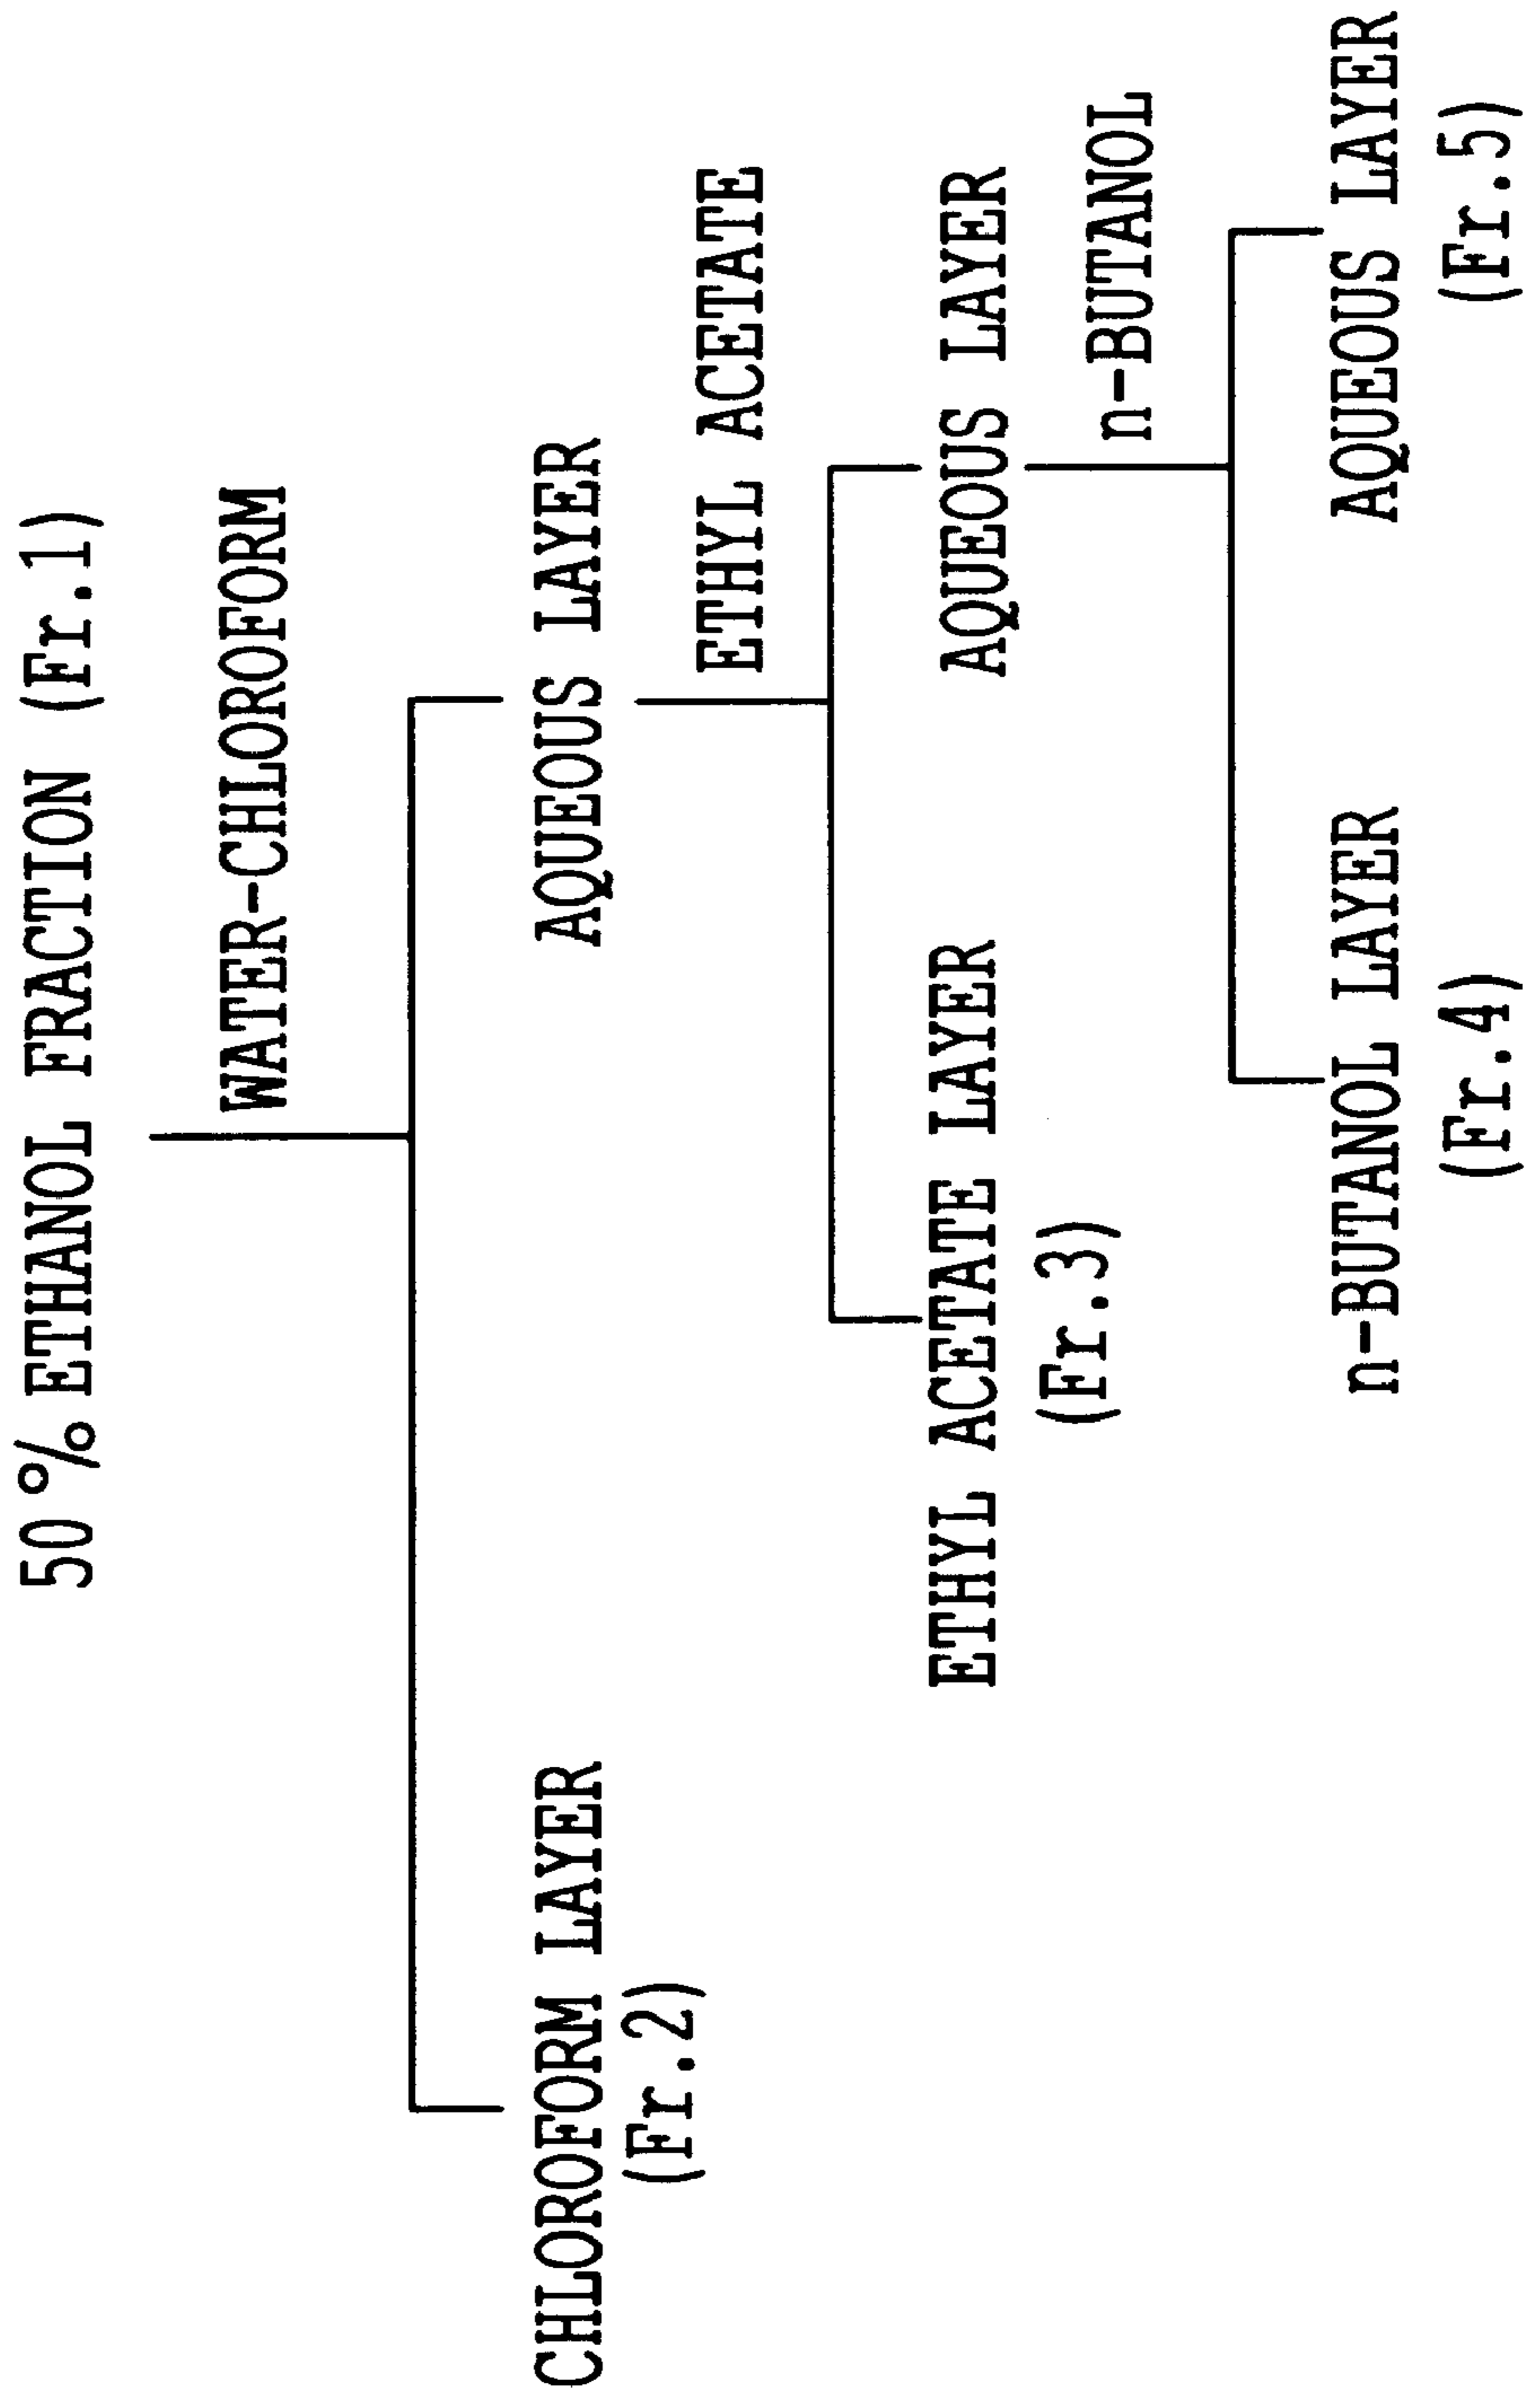 50% ETHANOL FRACTION (Fr.1)
WATER-CHLOROFORM
CHLOROFORM LAYER
(Fr.2)
AQUEOUS LAYER
ETHYL ACETATE
ETHYL ACETATE LAYER
(Fr.3)
AQUEOUS LAYER
n-BUTANOL
n-BUTANOL LAYER
(Fr.4)
AQUEOUS LAYER
(Fr.5)